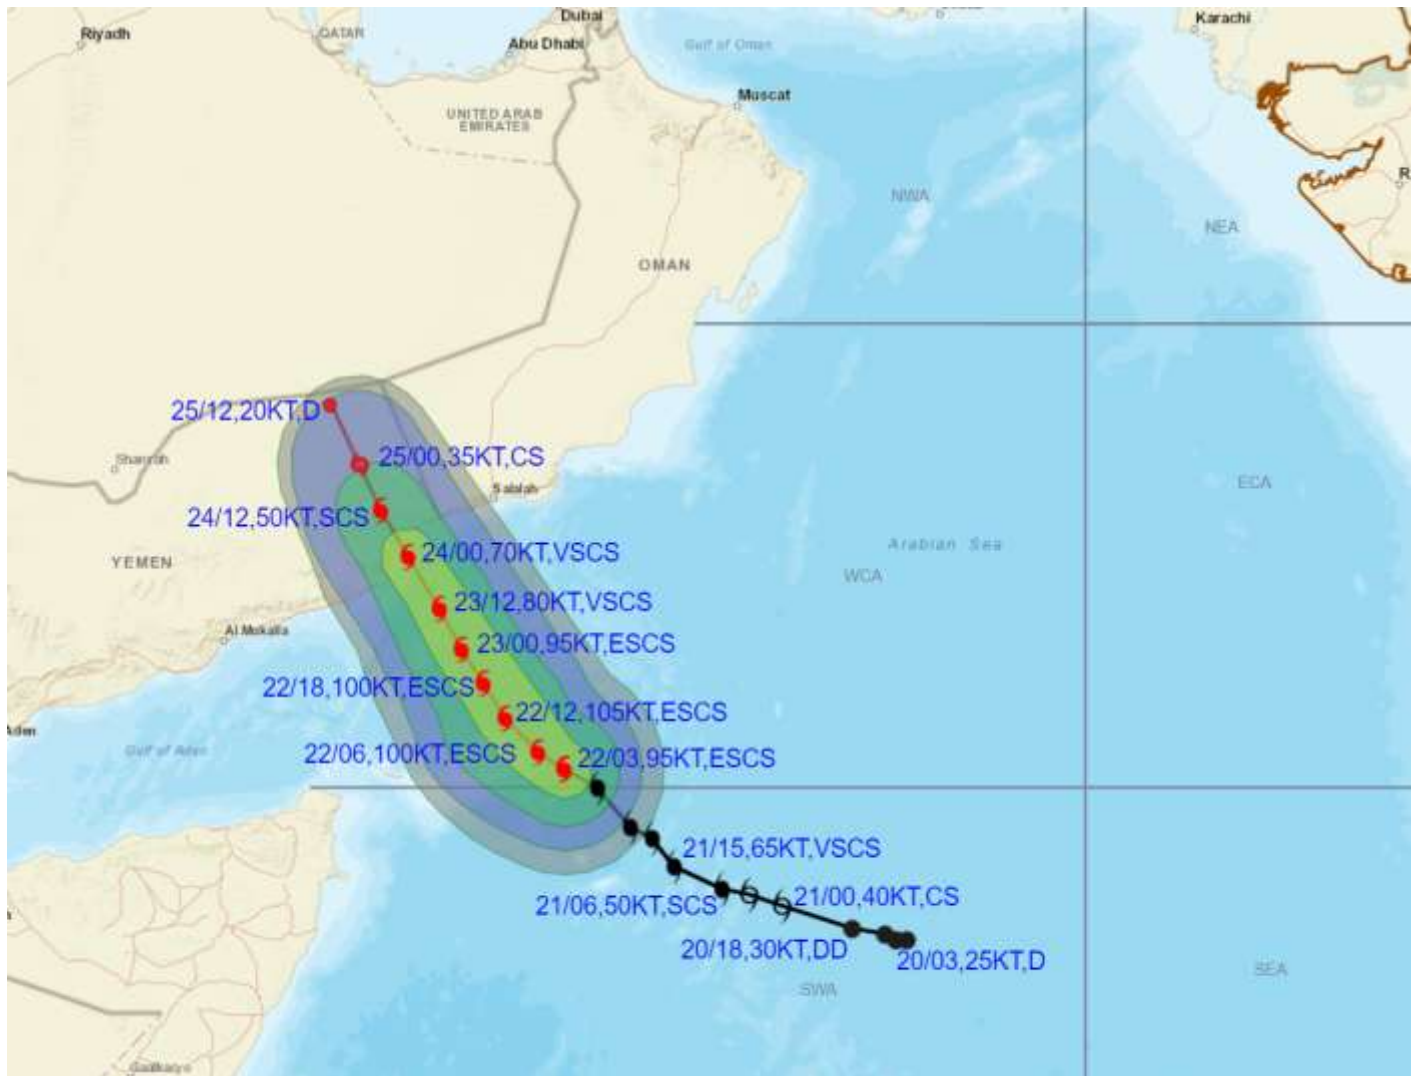 Dubai
Karachi
Riyadh
QATAR
Abu Dhabi
Gulf of Oman
Muscat
UNITED ARAB
EMIRATES
R
NWA
NEA
OMAN
25/12,20KT,D
25/00,35KT,CS
Salalah
ECA
24/12,50KT,SCS
Arabian Sea
24/00,70KT,VSCS
YEMEN
WCA
23/12,80KT,VSCS
Al Mukalla
23/00,95KT,ESCS
22/18,100KT,ESCS
22/12,105KT,ESCS
Aden
Gulf of Aden
22/06,100KT,ESCS
22/03,95KT,ESCS
21/15,65KT,VSCS
21/00,40KT,CS
21/06,50KT,SCS
20/18,30KT,DD
20/03,25KT,D
SEA
SWA